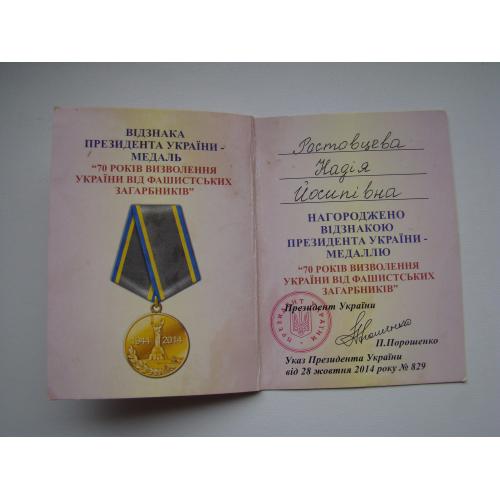 ВІДЗНАКА
ПРЕЗИДЕНТА УКРАЇНИ -
МЕДАЛЬ
“70 РОКІВ ВИЗВОЛЕННЯ
УКРАЇНИ ВІД ФАШИСТСЬКИХ
ЗАГАРБНИКІВ”
1944 2014
Ростовцева
Надія
Йосипівна
НАГОРОДЖЕНО
ВІДЗНАКОЮ
ПРЕЗИДЕНТА УКРАЇНИ -
МЕДАЛЛЮ
“70 РОКІВ ВИЗВОЛЕННЯ
УКРАЇНИ ВІД ФАШИСТСЬКИХ
ЗАГАРБНИКІВ”
Президент України
ПРЕЗИДЕНТ УКРАЇНИ
П.Порошенко
Указ Президента України
від 28 жовтня 2014 року № 829